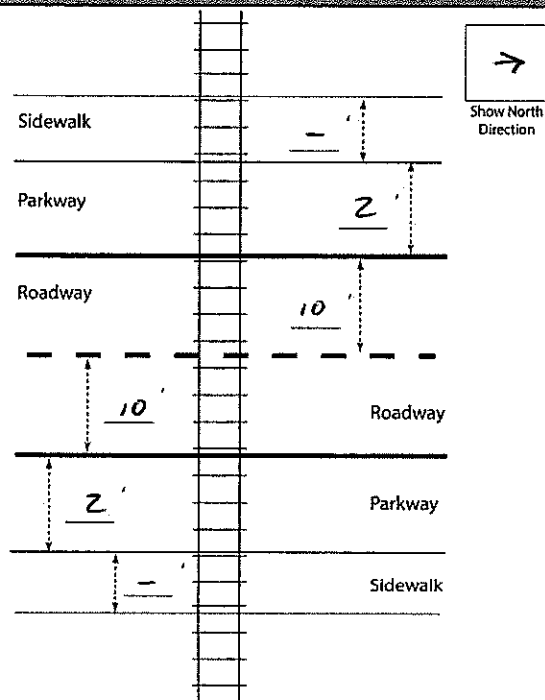 →
Show North
Direction
Sidewalk
– '
Parkway
2 '
Roadway
10 '
10 '
Roadway
2 '
Parkway
– '
Sidewalk